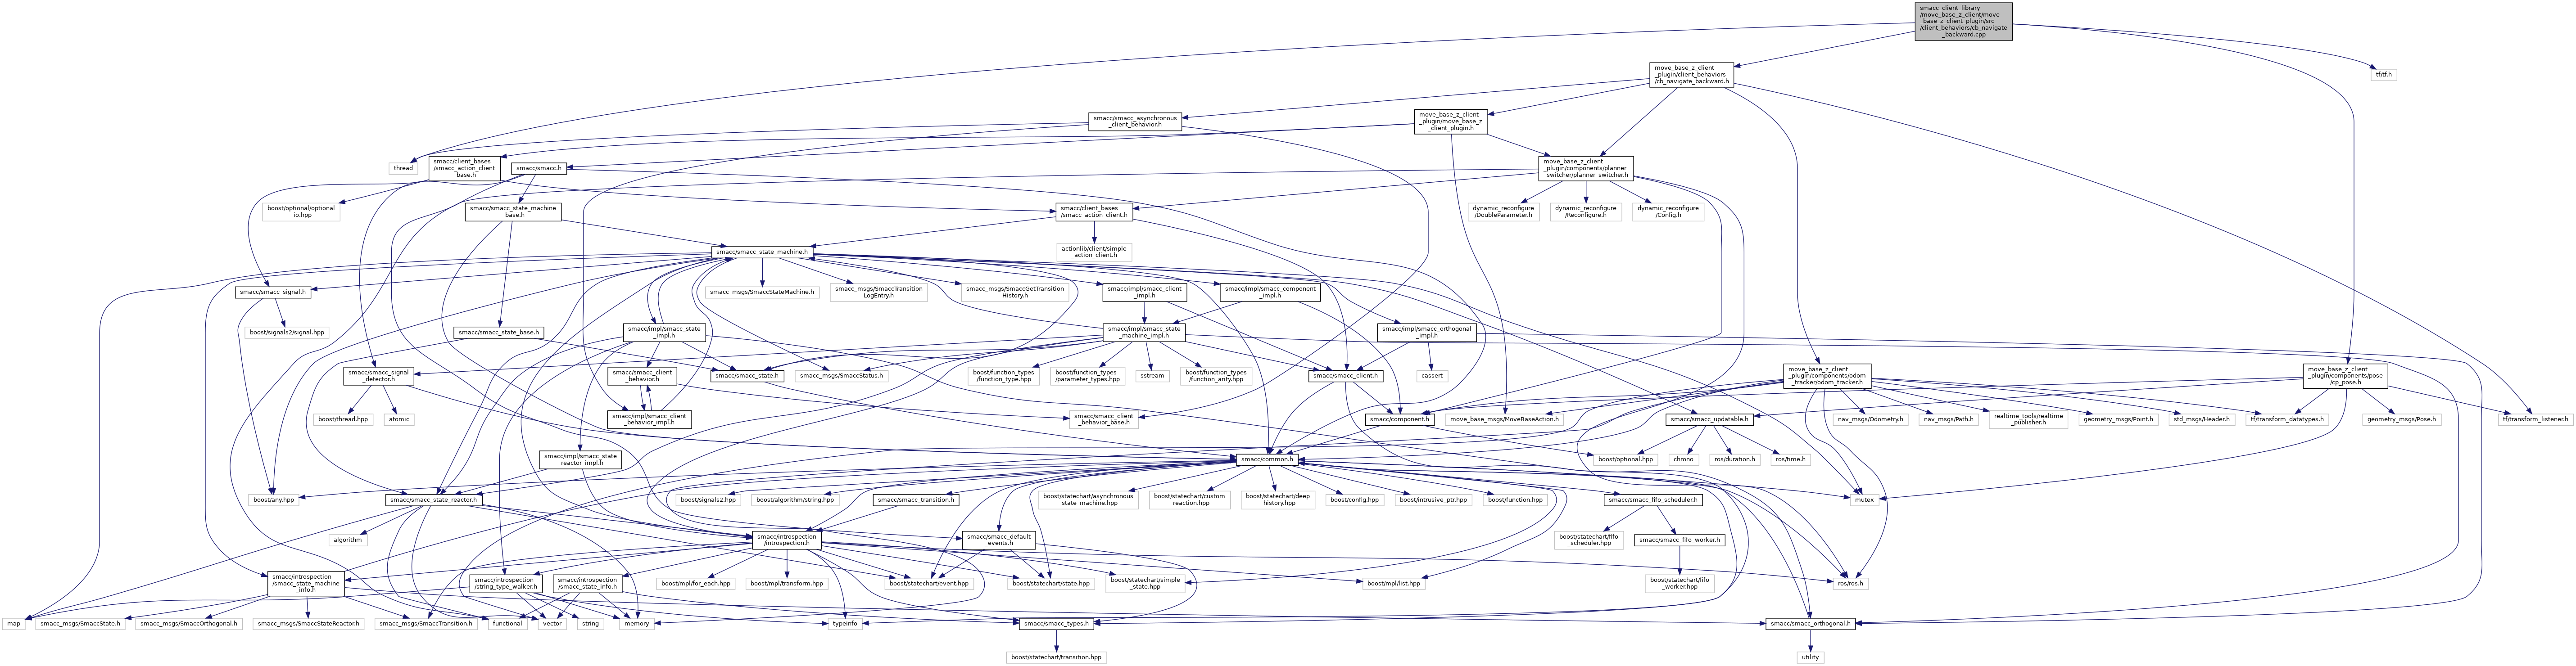 smacc_client_library
/move_base_z_client/move
_base_z_client_plugin/src
/client_behaviors/cb_navigate
_backward.cpp
move_base_z_client
_plugin/client_behaviors
/cb_navigate_backward.h
tf/tf.h
smacc/smacc_asynchronous
_client_behavior.h
move_base_z_client
_plugin/move_base_z
_client_plugin.h
thread
smacc/client_bases
/smacc_action_client
_base.h
smacc/smacc.h
move_base_z_client
_plugin/components/planner
_switcher/planner_switcher.h
boost/optional/optional
_io.hpp
smacc/smacc_state_machine
_base.h
smacc/client_bases
/smacc_action_client.h
dynamic_reconfigure
/DoubleParameter.h
dynamic_reconfigure
/Reconfigure.h
dynamic_reconfigure
/Config.h
smacc/smacc_state_machine.h
actionlib/client/simple
_action_client.h
smacc/smacc_signal.h
smacc_msgs/SmaccStateMachine.h
smacc_msgs/SmaccTransition
LogEntry.h
smacc_msgs/SmaccGetTransition
History.h
smacc/impl/smacc_client
_impl.h
smacc/impl/smacc_component
_impl.h
boost/signals2/signal.hpp
smacc/smacc_state_base.h
smacc/impl/smacc_state
_impl.h
smacc/impl/smacc_state
_machine_impl.h
smacc/impl/smacc_orthogonal
_impl.h
smacc/smacc_signal
_detector.h
smacc/smacc_client
_behavior.h
smacc/smacc_state.h
smacc_msgs/SmaccStatus.h
boost/function_types
/function_type.hpp
boost/function_types
/parameter_types.hpp
sstream
boost/function_types
/function_arity.hpp
smacc/smacc_client.h
cassert
move_base_z_client
_plugin/components/odom
_tracker/odom_tracker.h
move_base_z_client
_plugin/components/pose
/cp_pose.h
boost/thread.hpp
atomic
smacc/impl/smacc_client
_behavior_impl.h
smacc/smacc_client
_behavior_base.h
smacc/component.h
move_base_msgs/MoveBaseAction.h
smacc/smacc_updatable.h
nav_msgs/Odometry.h
nav_msgs/Path.h
realtime_tools/realtime
_publisher.h
geometry_msgs/Point.h
std_msgs/Header.h
tf/transform_datatypes.h
geometry_msgs/Pose.h
tf/transform_listener.h
smacc/impl/smacc_state
_reactor_impl.h
smacc/common.h
boost/optional.hpp
chrono
ros/duration.h
ros/time.h
boost/any.hpp
smacc/smacc_state_reactor.h
boost/signals2.hpp
boost/algorithm/string.hpp
smacc/smacc_transition.h
boost/statechart/asynchronous
_state_machine.hpp
boost/statechart/custom
_reaction.hpp
boost/statechart/deep
_history.hpp
boost/config.hpp
boost/intrusive_ptr.hpp
boost/function.hpp
smacc/smacc_fifo_scheduler.h
mutex
algorithm
smacc/introspection
/introspection.h
smacc/smacc_default
_events.h
boost/statechart/fifo
_scheduler.hpp
smacc/smacc_fifo_worker.h
smacc/introspection
/smacc_state_machine
_info.h
smacc/introspection
/string_type_walker.h
smacc/introspection
/smacc_state_info.h
boost/mpl/for_each.hpp
boost/mpl/transform.hpp
boost/statechart/event.hpp
boost/statechart/state.hpp
boost/statechart/simple
_state.hpp
boost/mpl/list.hpp
boost/statechart/fifo
_worker.hpp
ros/ros.h
map
smacc_msgs/SmaccState.h
smacc_msgs/SmaccOrthogonal.h
smacc_msgs/SmaccStateReactor.h
smacc_msgs/SmaccTransition.h
functional
vector
string
memory
typeinfo
smacc/smacc_types.h
smacc/smacc_orthogonal.h
boost/statechart/transition.hpp
utility